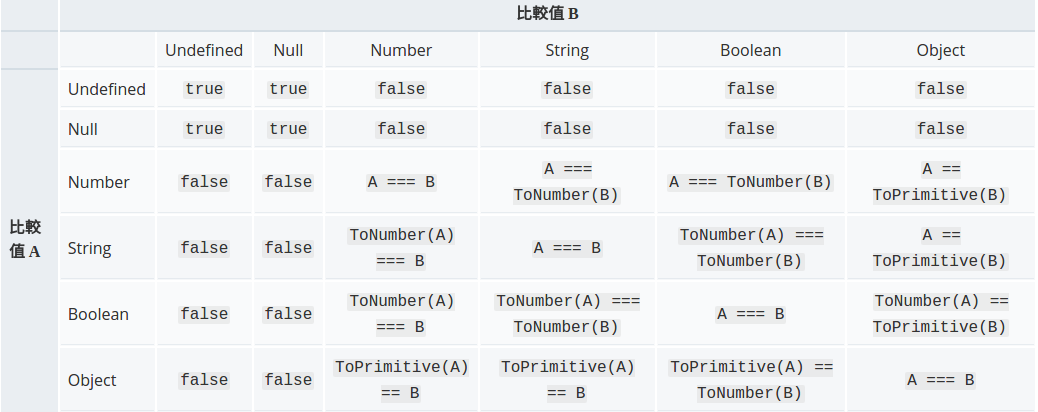 比較值 B
Undefined Null Number String Boolean Object
Undefined true true false false false false
Null true true false false false false
Number false false A === B A === ToNumber(B) A === ToNumber(B) A == ToPrimitive(B)
比較值 A
String false false ToNumber(A) === B A === B ToNumber(A) === ToNumber(B) A == ToPrimitive(B)
Boolean false false ToNumber(A) === B ToNumber(A) === ToNumber(B) A === B ToNumber(A) == ToPrimitive(B)
Object false false ToPrimitive(A) == B ToPrimitive(A) == B ToPrimitive(A) == ToNumber(B) A === B